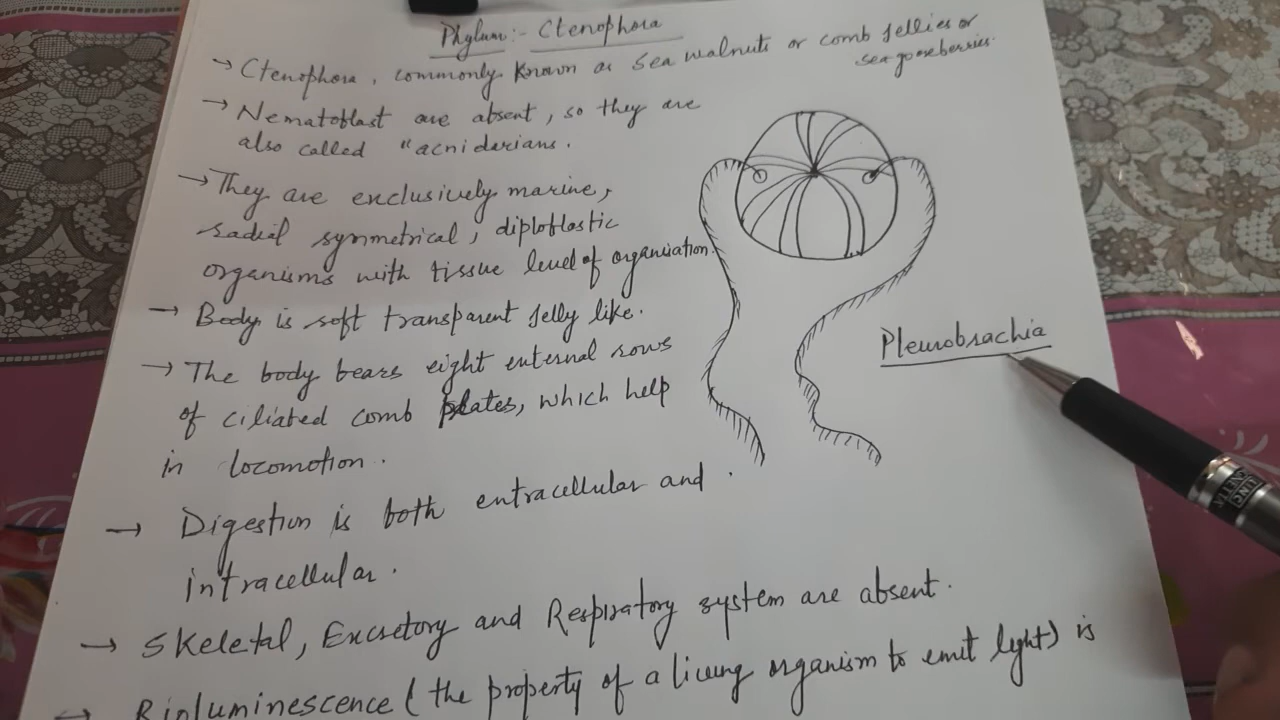 Phylum:- Ctenophora
→ Ctenophora, commonly known as sea walnuts or comb jellies or
sea gooseberries.
→ Nematoblast are absent, so they are
also called "acnidarians.
→ They are exclusively marine,
radial symmetrical, diploblastic
organisms with tissue level of organisation.
→ Body is soft transparent jelly like.
→ The body bears eight external rows
of ciliated comb plates, which help
in locomotion.
Pleurobrachia
→ Digestion is both extracellular and
intracellular.
→ Skeletal, Excretory and Respiratory system are absent.
→ Bioluminescence (the property of a living organism to emit light) is